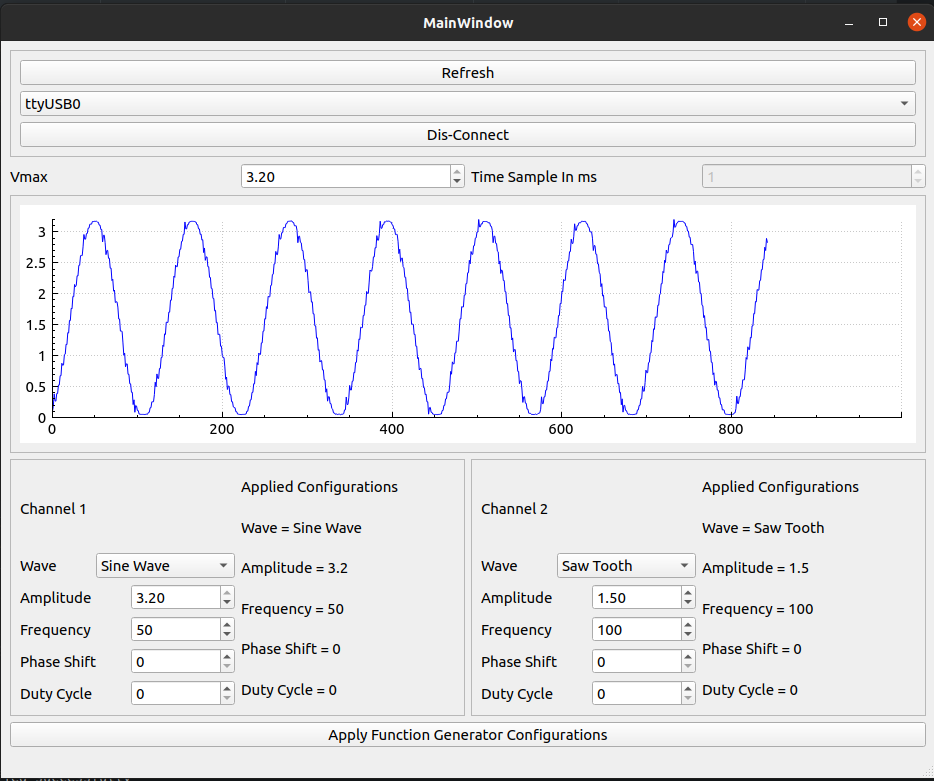 MainWindow
Refresh
ttyUSB0
Dis-Connect
Vmax 3.20 Time Sample In ms 1
3
2.5
2
1.5
1
0.5
0
0 200 400 600 800
Channel 1
Applied Configurations
Wave = Sine Wave
Wave Sine Wave
Amplitude = 3.2
Amplitude 3.20
Frequency = 50
Frequency 50
Phase Shift = 0
Phase Shift 0
Duty Cycle = 0
Duty Cycle 0
Channel 2
Applied Configurations
Wave = Saw Tooth
Wave Saw Tooth
Amplitude = 1.5
Amplitude 1.50
Frequency = 100
Frequency 100
Phase Shift = 0
Phase Shift 0
Duty Cycle = 0
Duty Cycle 0
Apply Function Generator Configurations